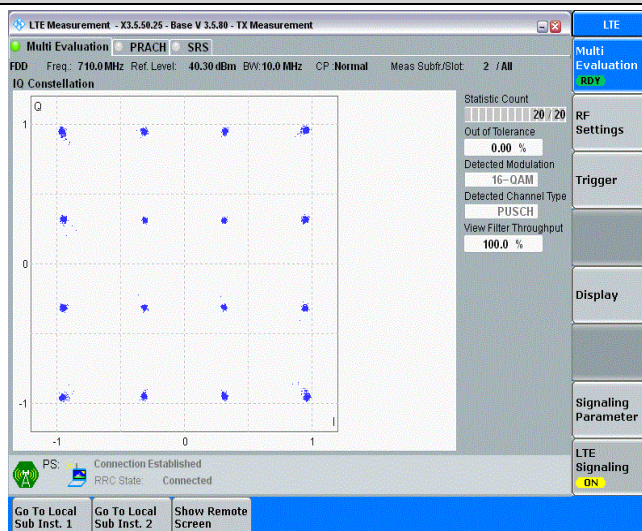 LTE Measurement - X3.5.50.25 - Base V 3.5.80 - TX Measurement
LTE
Multi Evaluation PRACH SRS
FDD Freq.: 710.0 MHz Ref. Level: 40.30 dBm BW: 10.0 MHz CP :Normal Meas Subfr./Slot: 2 / All
IQ Constellation
Q
1
0
-1
-1 0 1
I
Statistic Count
20 / 20
Out of Tolerance
0.00 %
Detected Modulation
16-QAM
Detected Channel Type
PUSCH
View Filter Throughput
100.0 %
Multi
Evaluation
RDY
RF
Settings
Trigger
Display
Signaling
Parameter
LTE
Signaling
ON
PS: Connection Established
RRC State: Connected
Go To Local
Sub Inst. 1
Go To Local
Sub Inst. 2
Show Remote
Screen